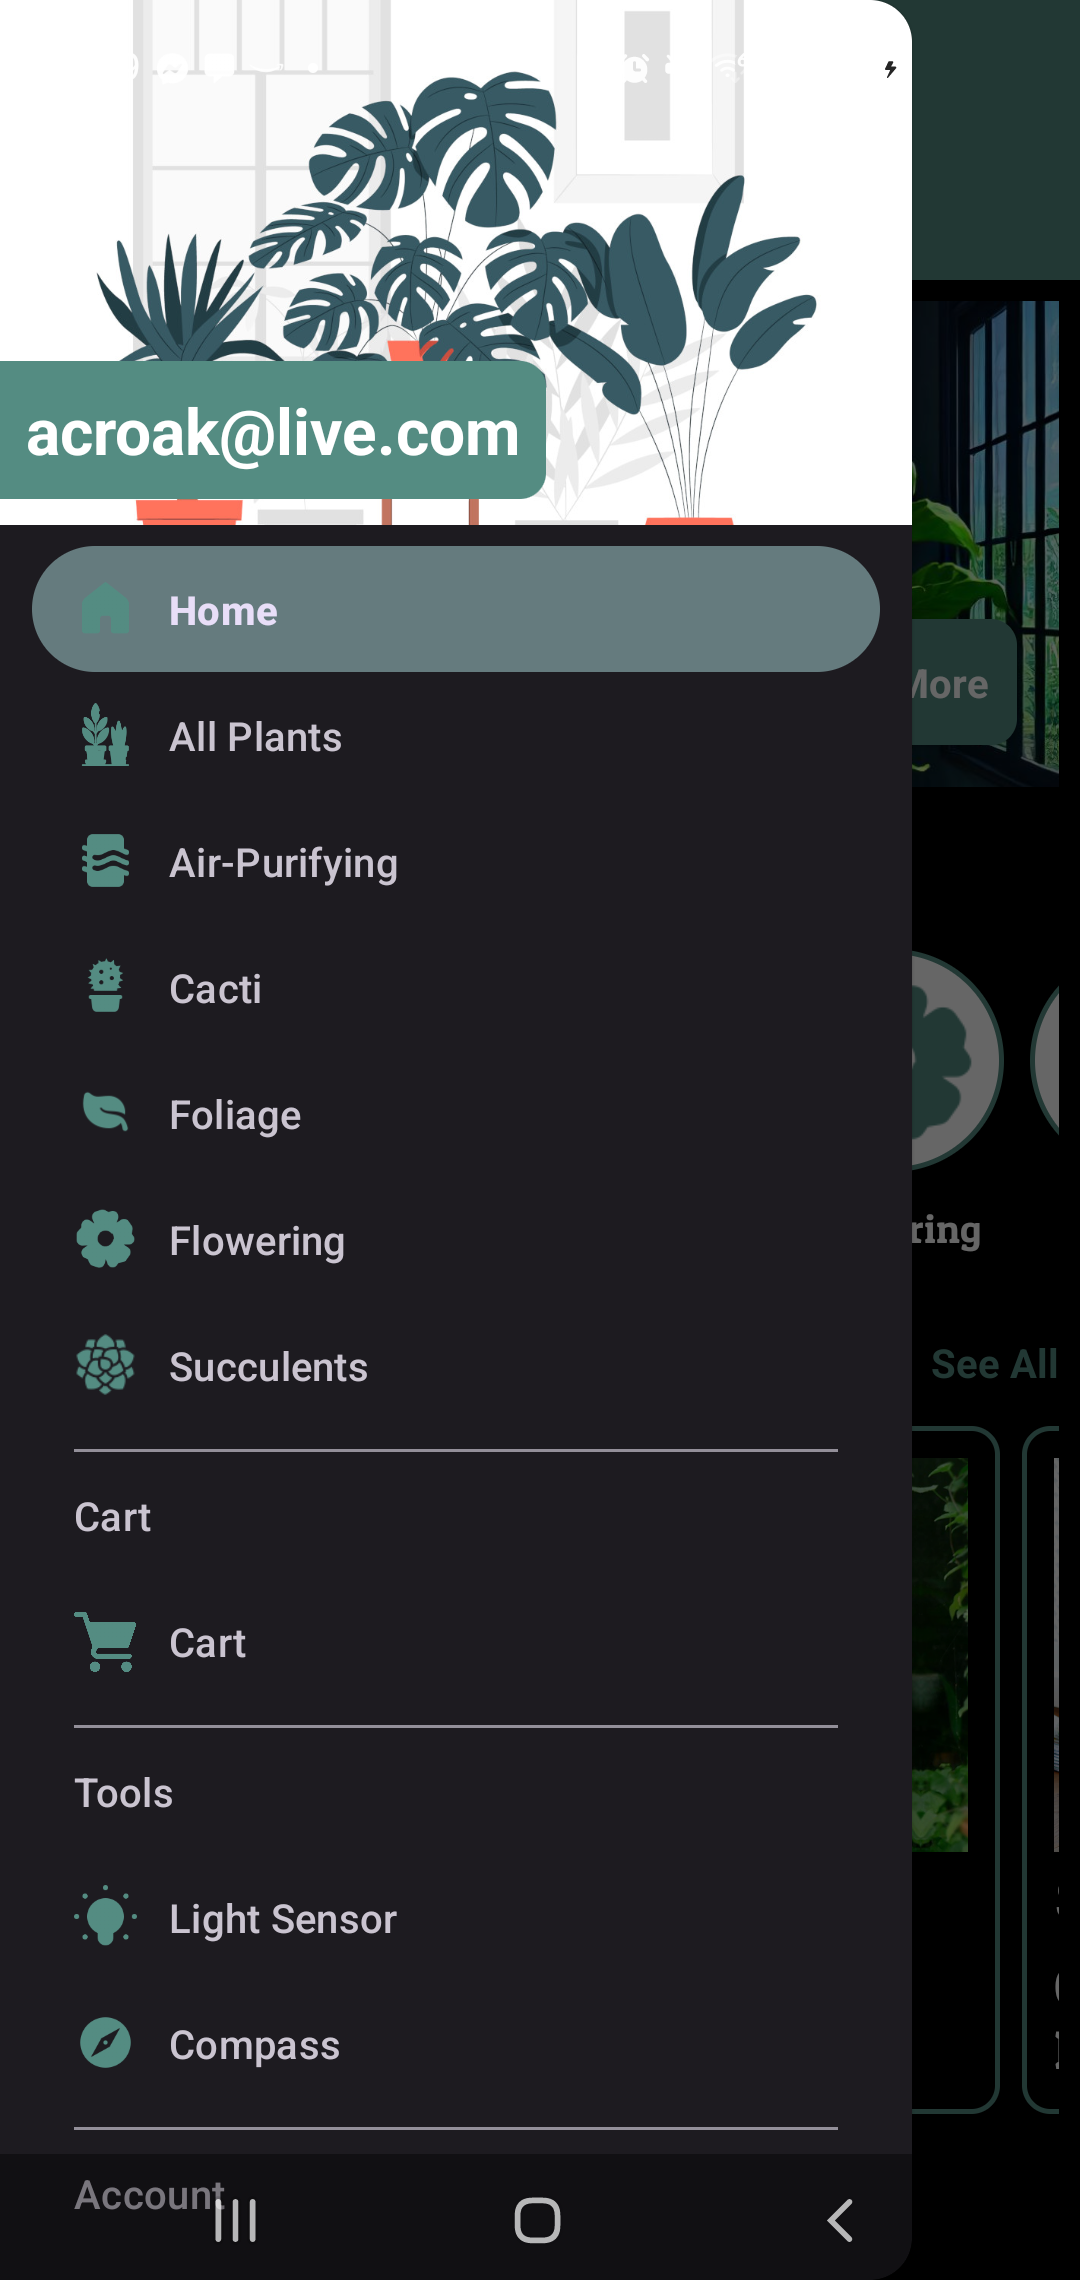 acroak@live.com
Home
All Plants
Air-Purifying
Cacti
Foliage
Flowering
Succulents
Cart
Cart
Tools
Light Sensor
Compass
Account
More
ring
See All